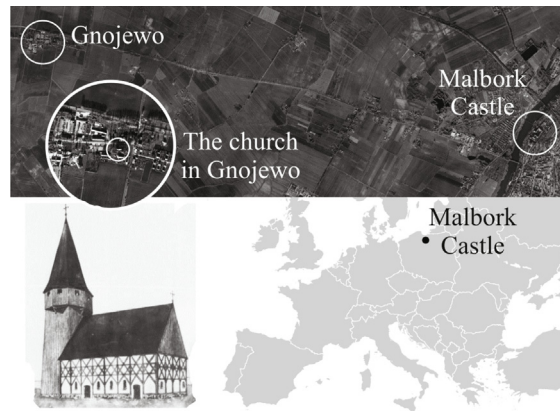 Gnojewo
Malbork
Castle
The church
in Gnojewo
Malbork
Castle